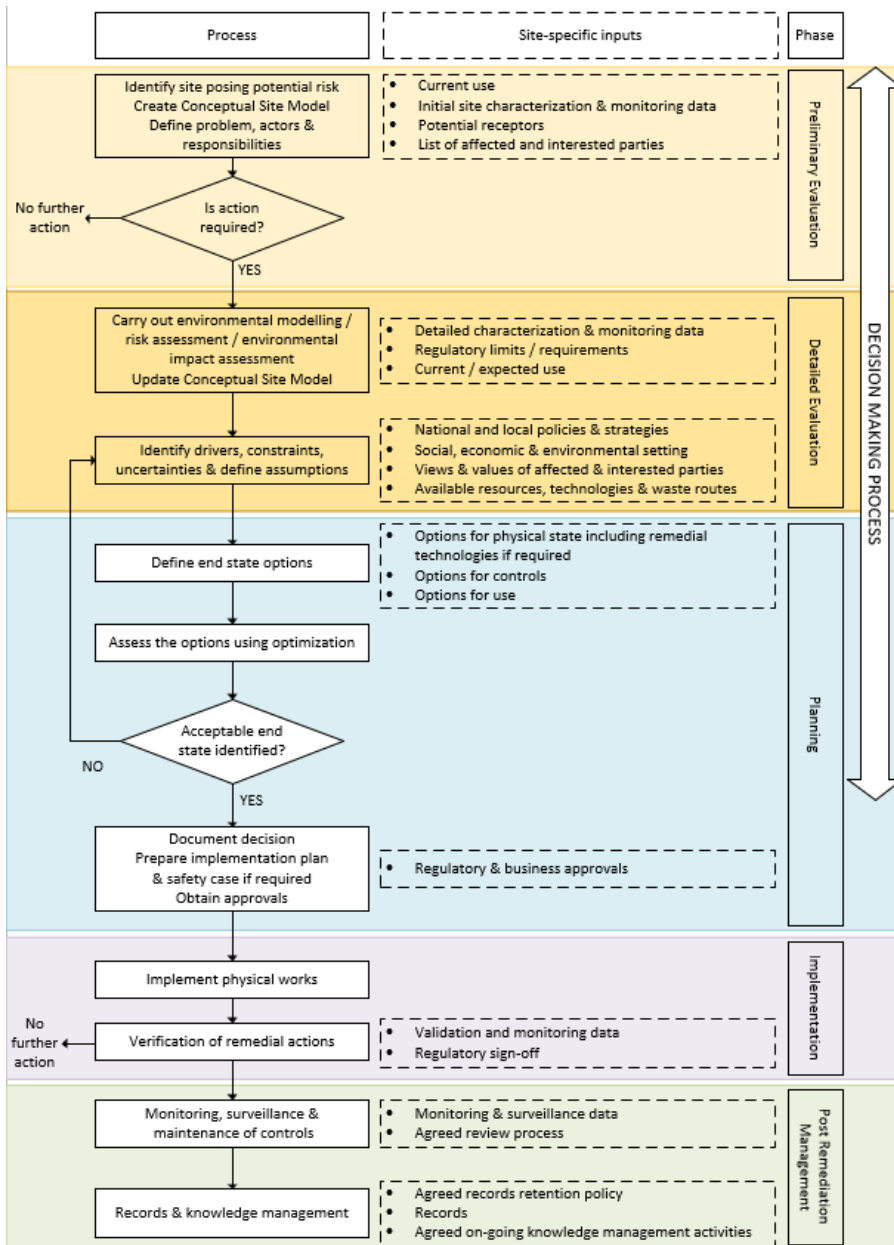 Process
Site-specific inputs
Phase
Identify site posing potential risk
Create Conceptual Site Model
Define problem, actors &
responsibilities
• Current use
• Initial site characterization & monitoring data
• Potential receptors
• List of affected and interested parties
Preliminary Evaluation
No further
action
Is action
required?
YES
Carry out environmental modelling /
risk assessment / environmental
impact assessment
Update Conceptual Site Model
• Detailed characterization & monitoring data
• Regulatory limits / requirements
• Current / expected use
Detailed Evaluation
Identify drivers, constraints,
uncertainties & define assumptions
• National and local policies & strategies
• Social, economic & environmental setting
• Views & values of affected & interested parties
• Available resources, technologies & waste routes
DECISION MAKING PROCESS
Define end state options
• Options for physical state including remedial
technologies if required
• Options for controls
• Options for use
Assess the options using optimization
Planning
Acceptable end
state identified?
NO
YES
Document decision
Prepare implementation plan
& safety case if required
Obtain approvals
• Regulatory & business approvals
Implement physical works
Implementation
No
further
action
Verification of remedial actions
• Validation and monitoring data
• Regulatory sign-off
Monitoring, surveillance &
maintenance of controls
• Monitoring & surveillance data
• Agreed review process
Post Remediation
Management
Records & knowledge management
• Agreed records retention policy
• Records
• Agreed on-going knowledge management activities